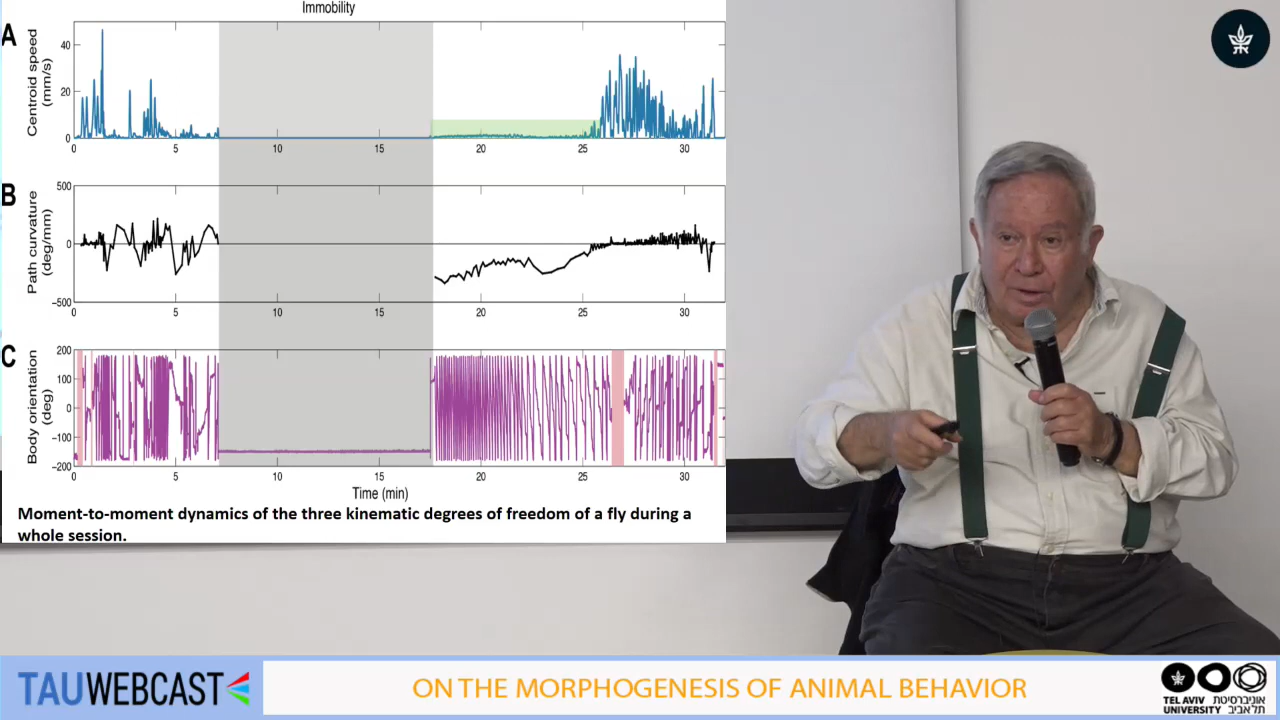 Immobility
A
Centroid speed
(mm/s)
40
20
0
0 5 10 15 20 25 30
B
Path curvature
(deg/mm)
500
0
−500
0 5 10 15 20 25 30
C
Body orientation
(deg)
200
100
0
−100
−200
0 5 10 15 20 25 30
Time (min)
Moment-to-moment dynamics of the three kinematic degrees of freedom of a fly during a
whole session.
TAUWEBCAST
ON THE MORPHOGENESIS OF ANIMAL BEHAVIOR
TEL AVIV אוניברסיטת
UNIVERSITY תל אביב